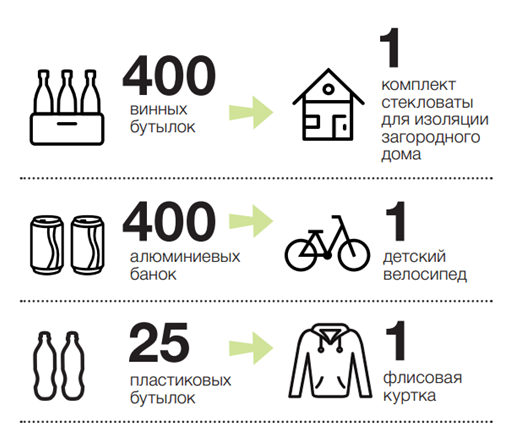 400
винных
бутылок
1
комплект
стекловаты
для изоляции
загородного
дома
400
алюминиевых
банок
1
детский
велосипед
25
пластиковых
бутылок
1
флисовая
куртка